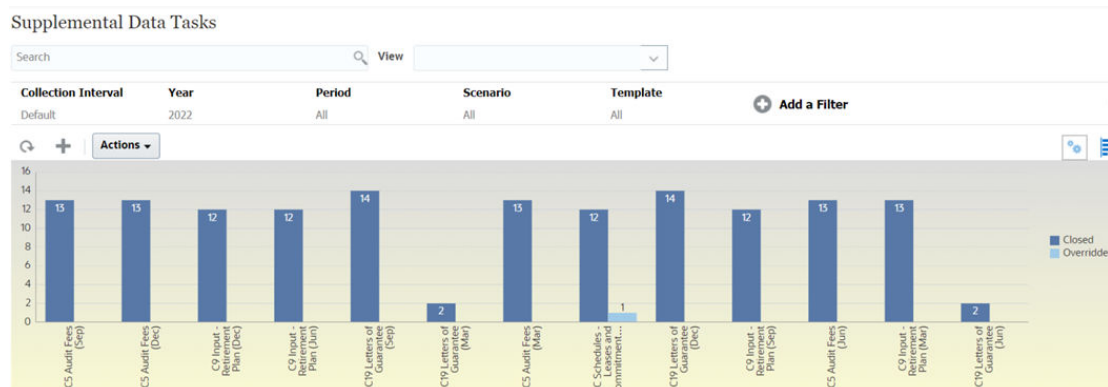 Supplemental Data Tasks
Search View
Collection Interval Year Period Scenario Template
Add a Filter
Default 2022 All All All
Actions
16
14
12
10
8
6
4
2
0
13 13 12 12 14 2 13 12 1 14 12 13 13 2
Closed
Overridde
C5 Audit Fees
(Sep)
C5 Audit Fees
(Dec)
C9 Input -
Retirement
Plan (Dec)
C9 Input -
Retirement
Plan (Jun)
C19 Letters of
Guarantee
(Sep)
C19 Letters of
Guarantee
(Mar)
C5 Audit Fees
(Mar)
C Schedules -
Leases and
ommitment...
C19 Letters of
Guarantee
(Dec)
C9 Input -
Retirement
Plan (Sep)
C5 Audit Fees
(Jun)
C9 Input -
Retirement
Plan (Mar)
C19 Letters of
Guarantee
(Jun)